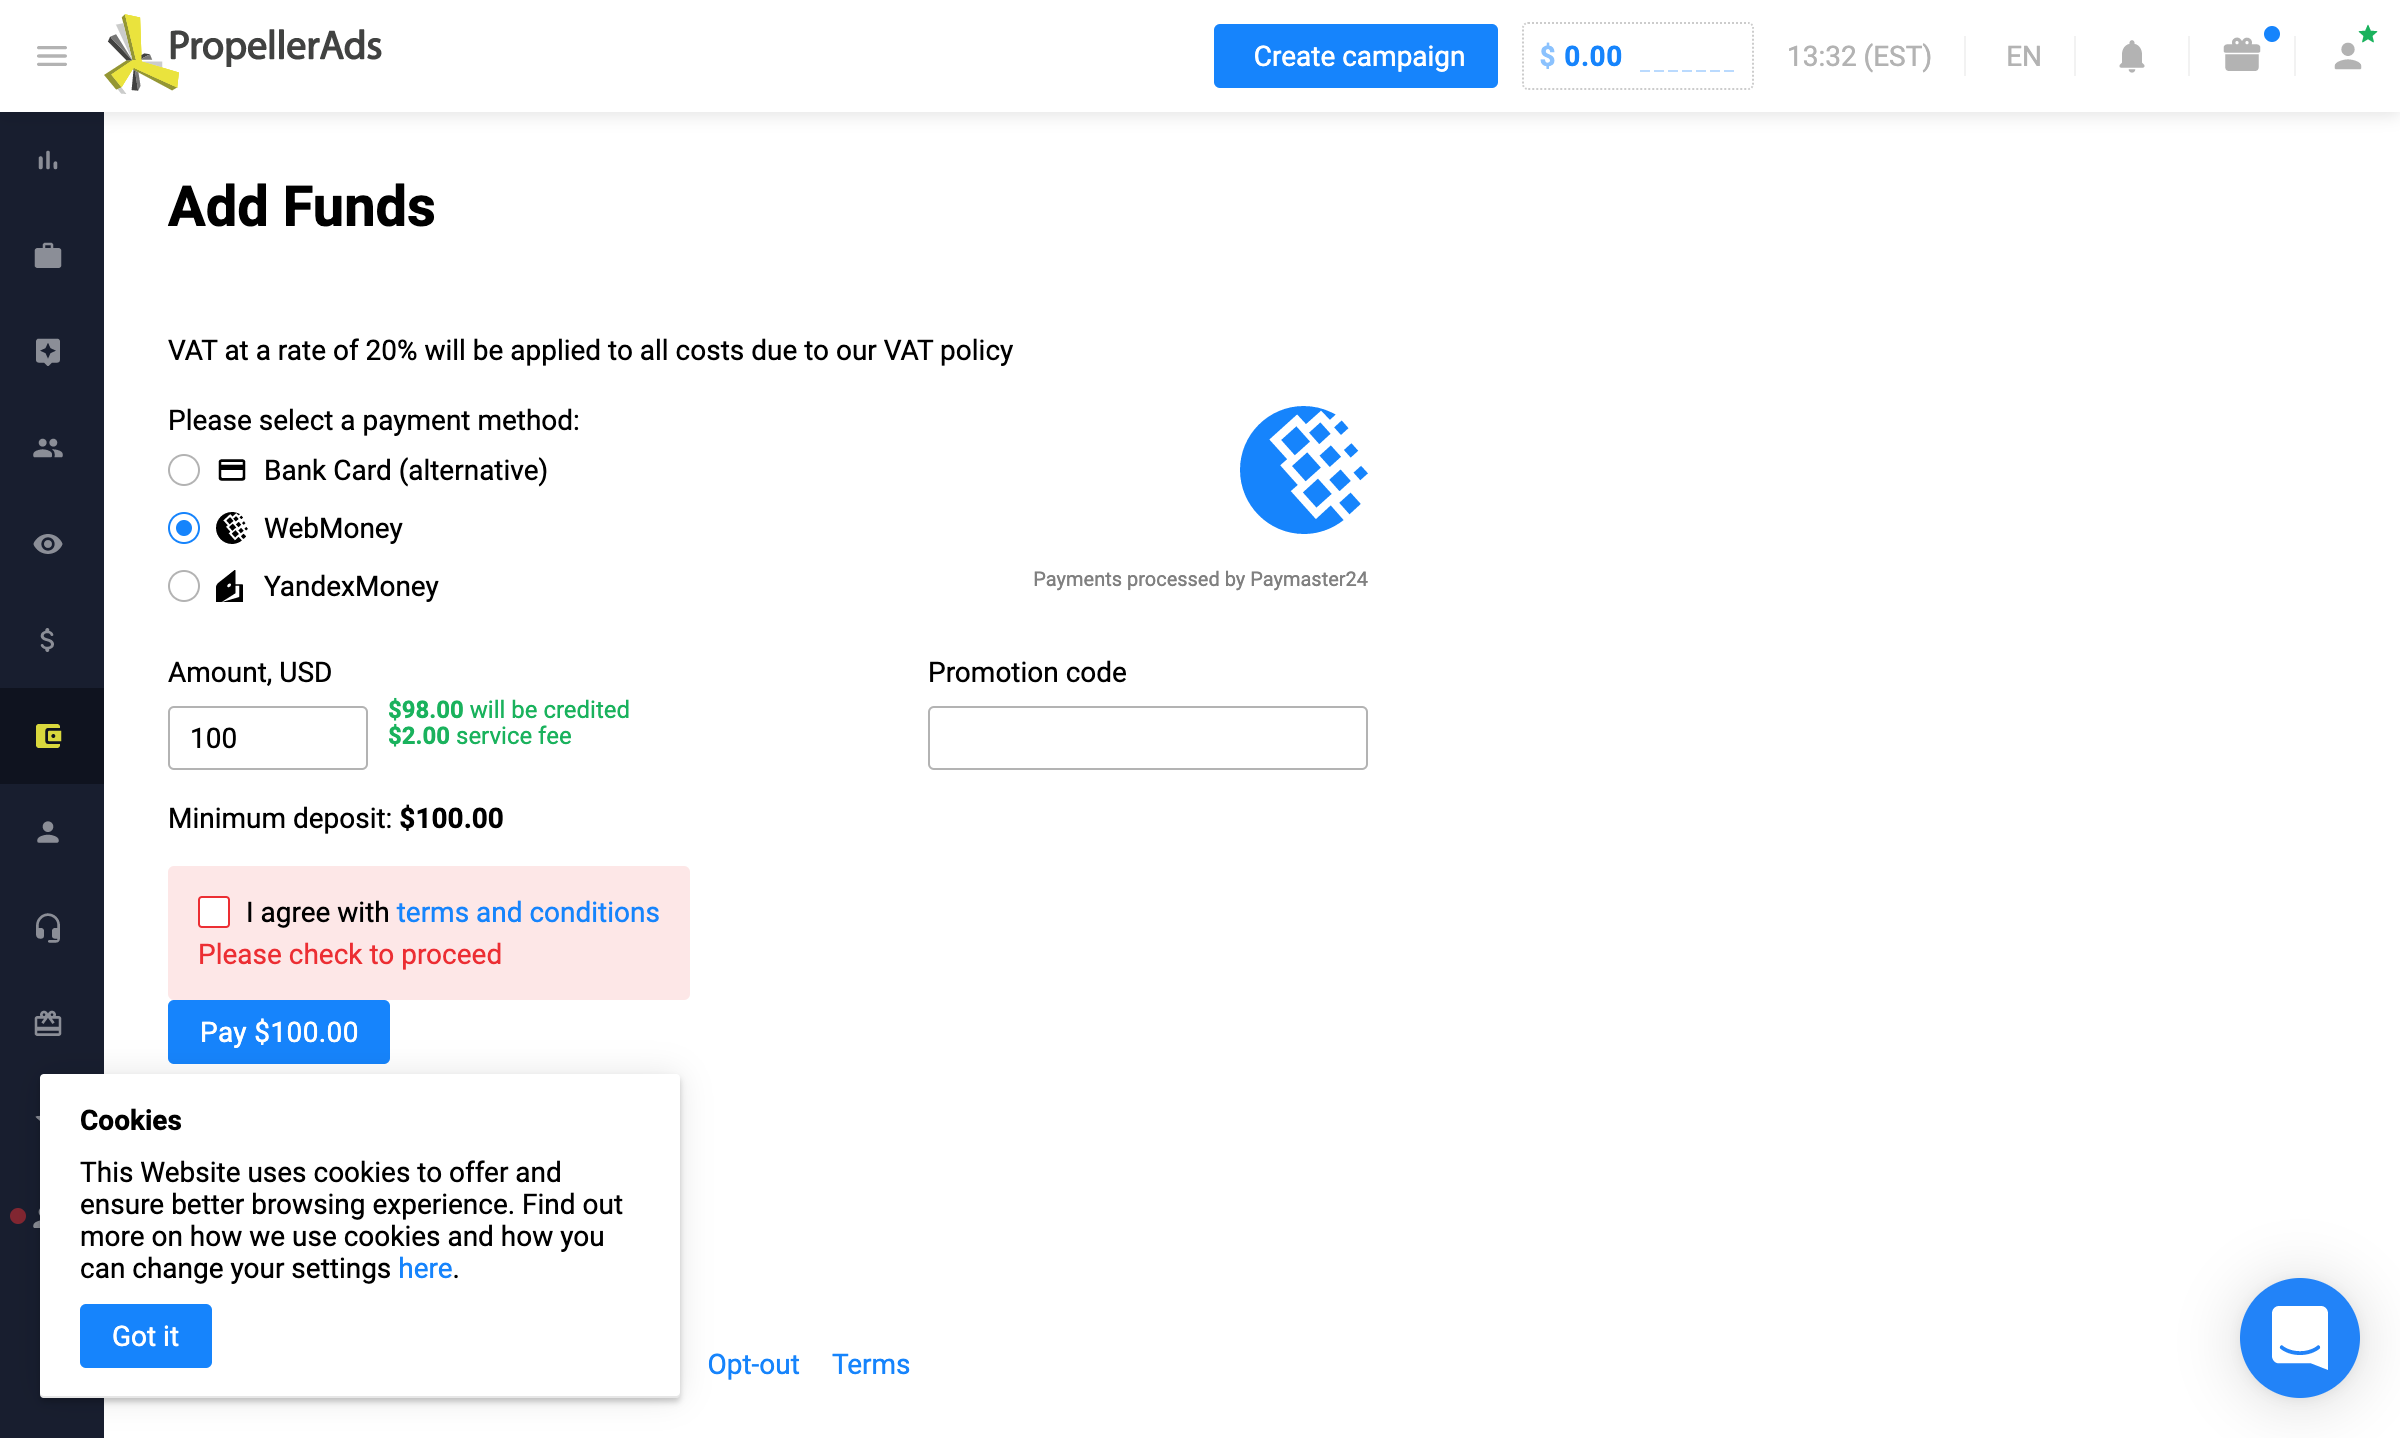 PropellerAds
Create campaign
$ 0.00
13:32 (EST)
EN
Add Funds
VAT at a rate of 20% will be applied to all costs due to our VAT policy
Please select a payment method:
Bank Card (alternative)
WebMoney
YandexMoney
Payments processed by Paymaster24
Amount, USD
100
$98.00 will be credited
$2.00 service fee
Promotion code
Minimum deposit: $100.00
I agree with terms and conditions
Please check to proceed
Pay $100.00
Cookies
This Website uses cookies to offer and
ensure better browsing experience. Find out
more on how we use cookies and how you
can change your settings here.
Got it
Opt-out
Terms